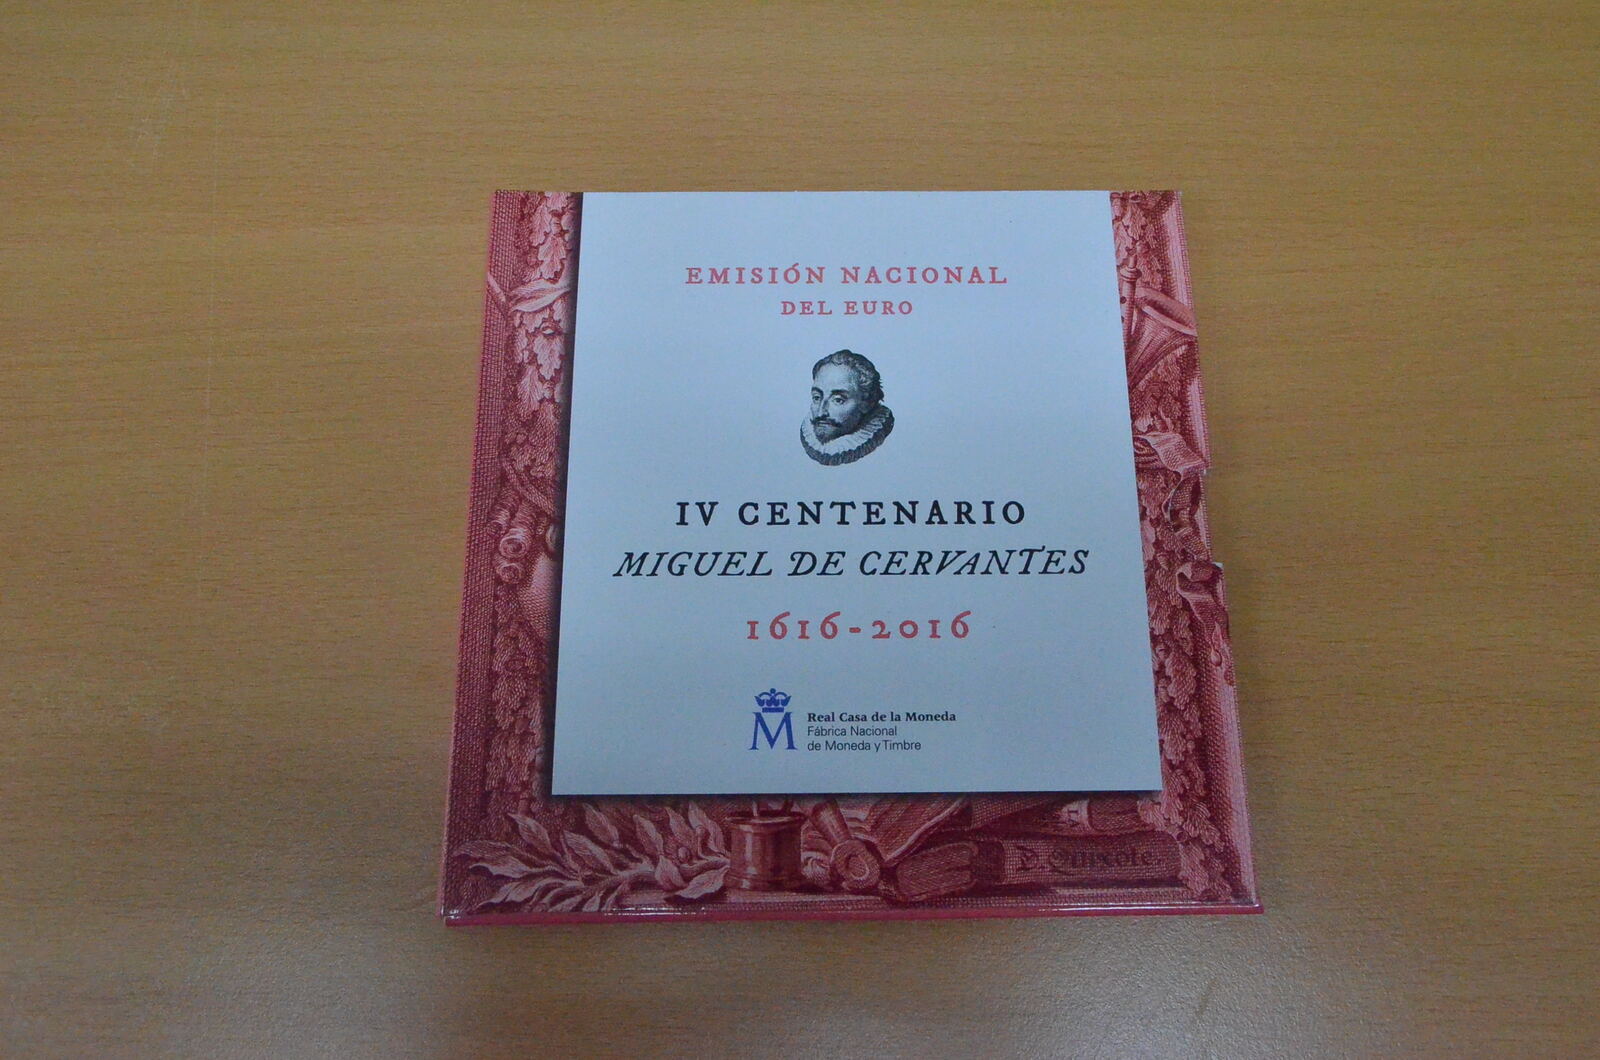 EMISIÓN NACIONAL
DEL EURO
IV CENTENARIO
MIGUEL DE CERVANTES
1616-2016
M
Real Casa de la Moneda
Fábrica Nacional
de Moneda y Timbre
D. Quixote.